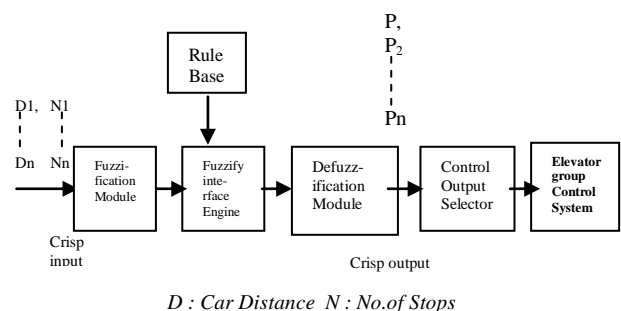 P,
P2
Pn
Rule
Base
D1, N1
Dn Nn
Fuzzi-
fication
Module
Fuzzify
inte-
rface
Engine
Defuzz-
ification
Module
Control
Output
Selector
Elevator
group
Control
System
Crisp
input
Crisp output
D : Car Distance N : No.of Stops